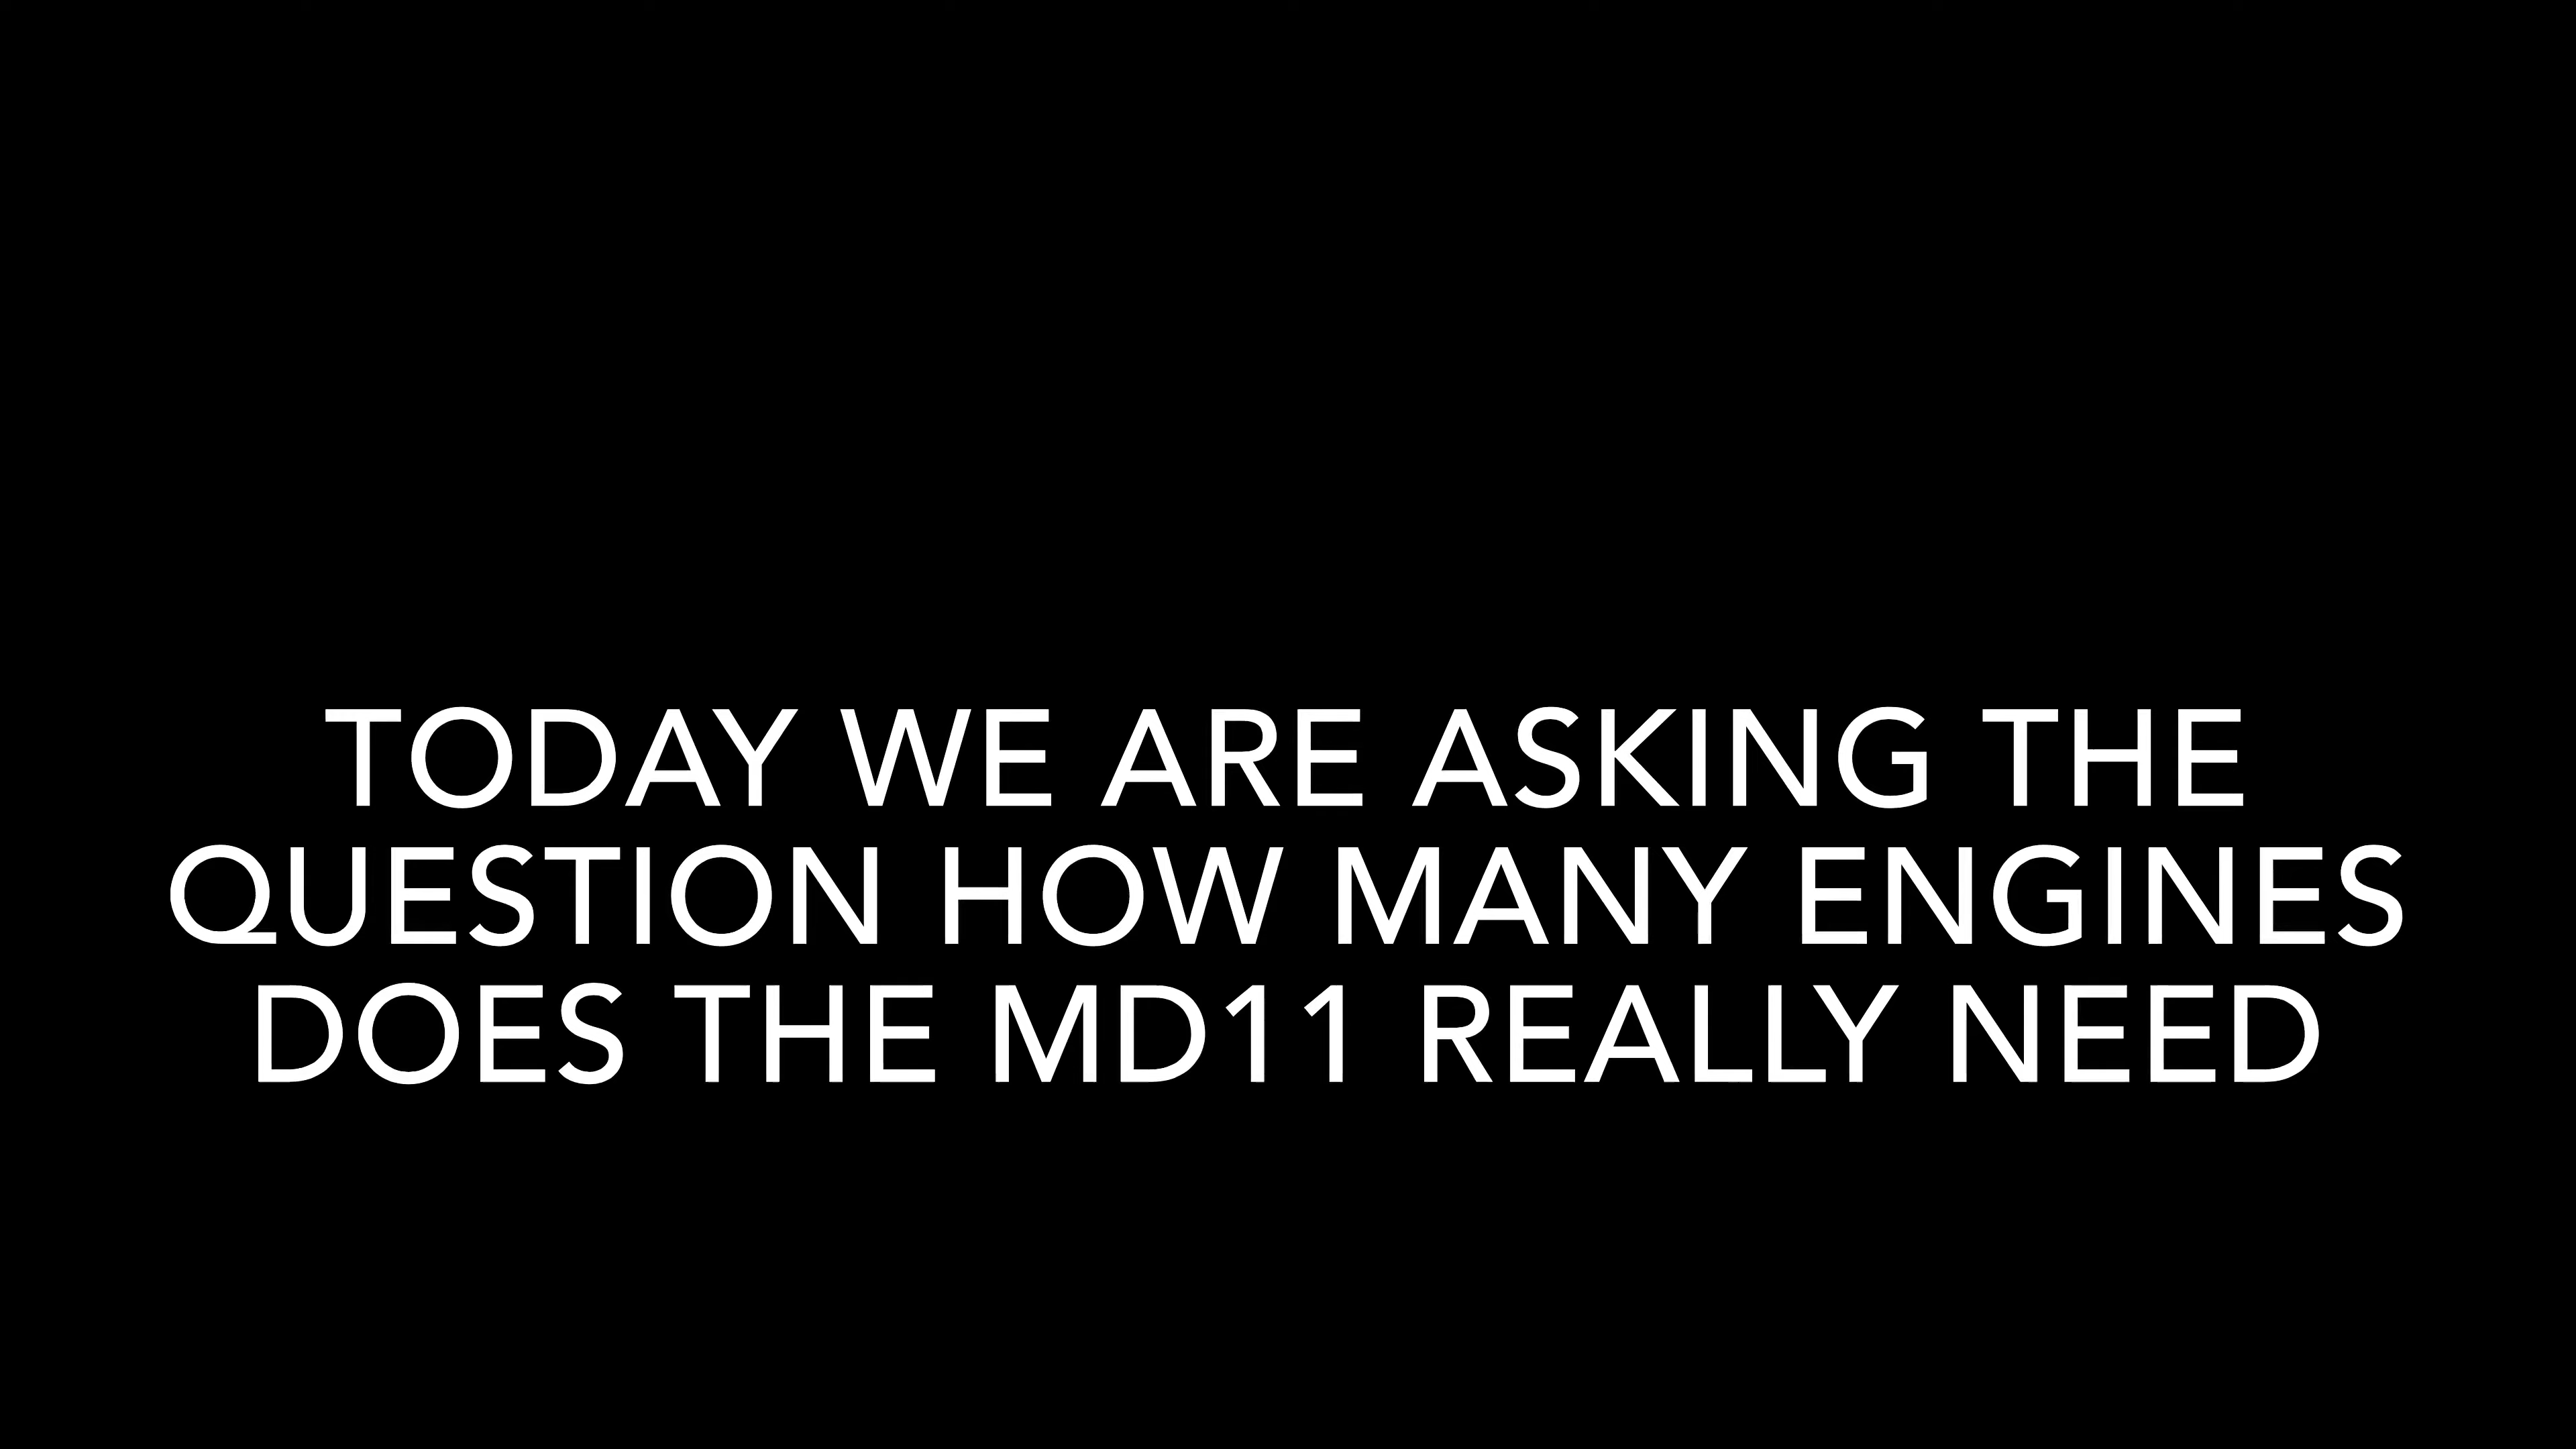 TODAY WE ARE ASKING THE
QUESTION HOW MANY ENGINES
DOES THE MD11 REALLY NEED